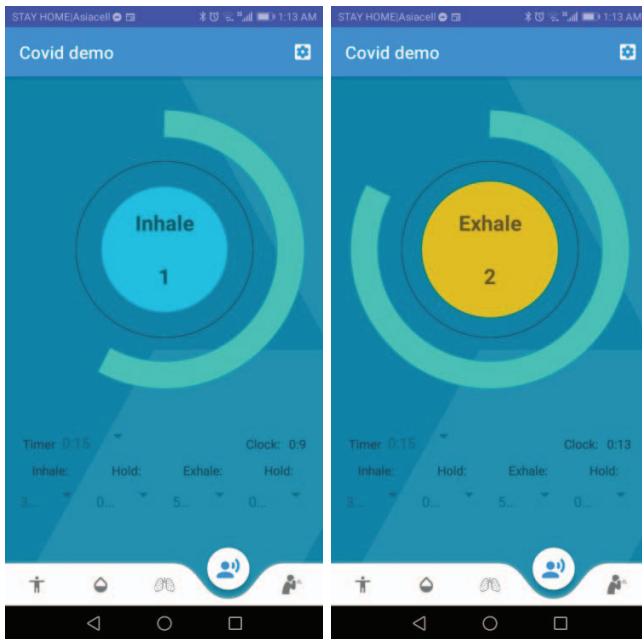 STAY HOME|Asiacell
1:13 AM
Covid demo
Inhale
1
Timer 0:15
Clock: 0:9
Inhale: Hold: Exhale: Hold:
3... 0... 5... 0...
STAY HOME|Asiacell
1:13 AM
Covid demo
Exhale
2
Timer 0:15
Clock: 0:13
Inhale: Hold: Exhale: Hold:
3... 0... 5... 0...